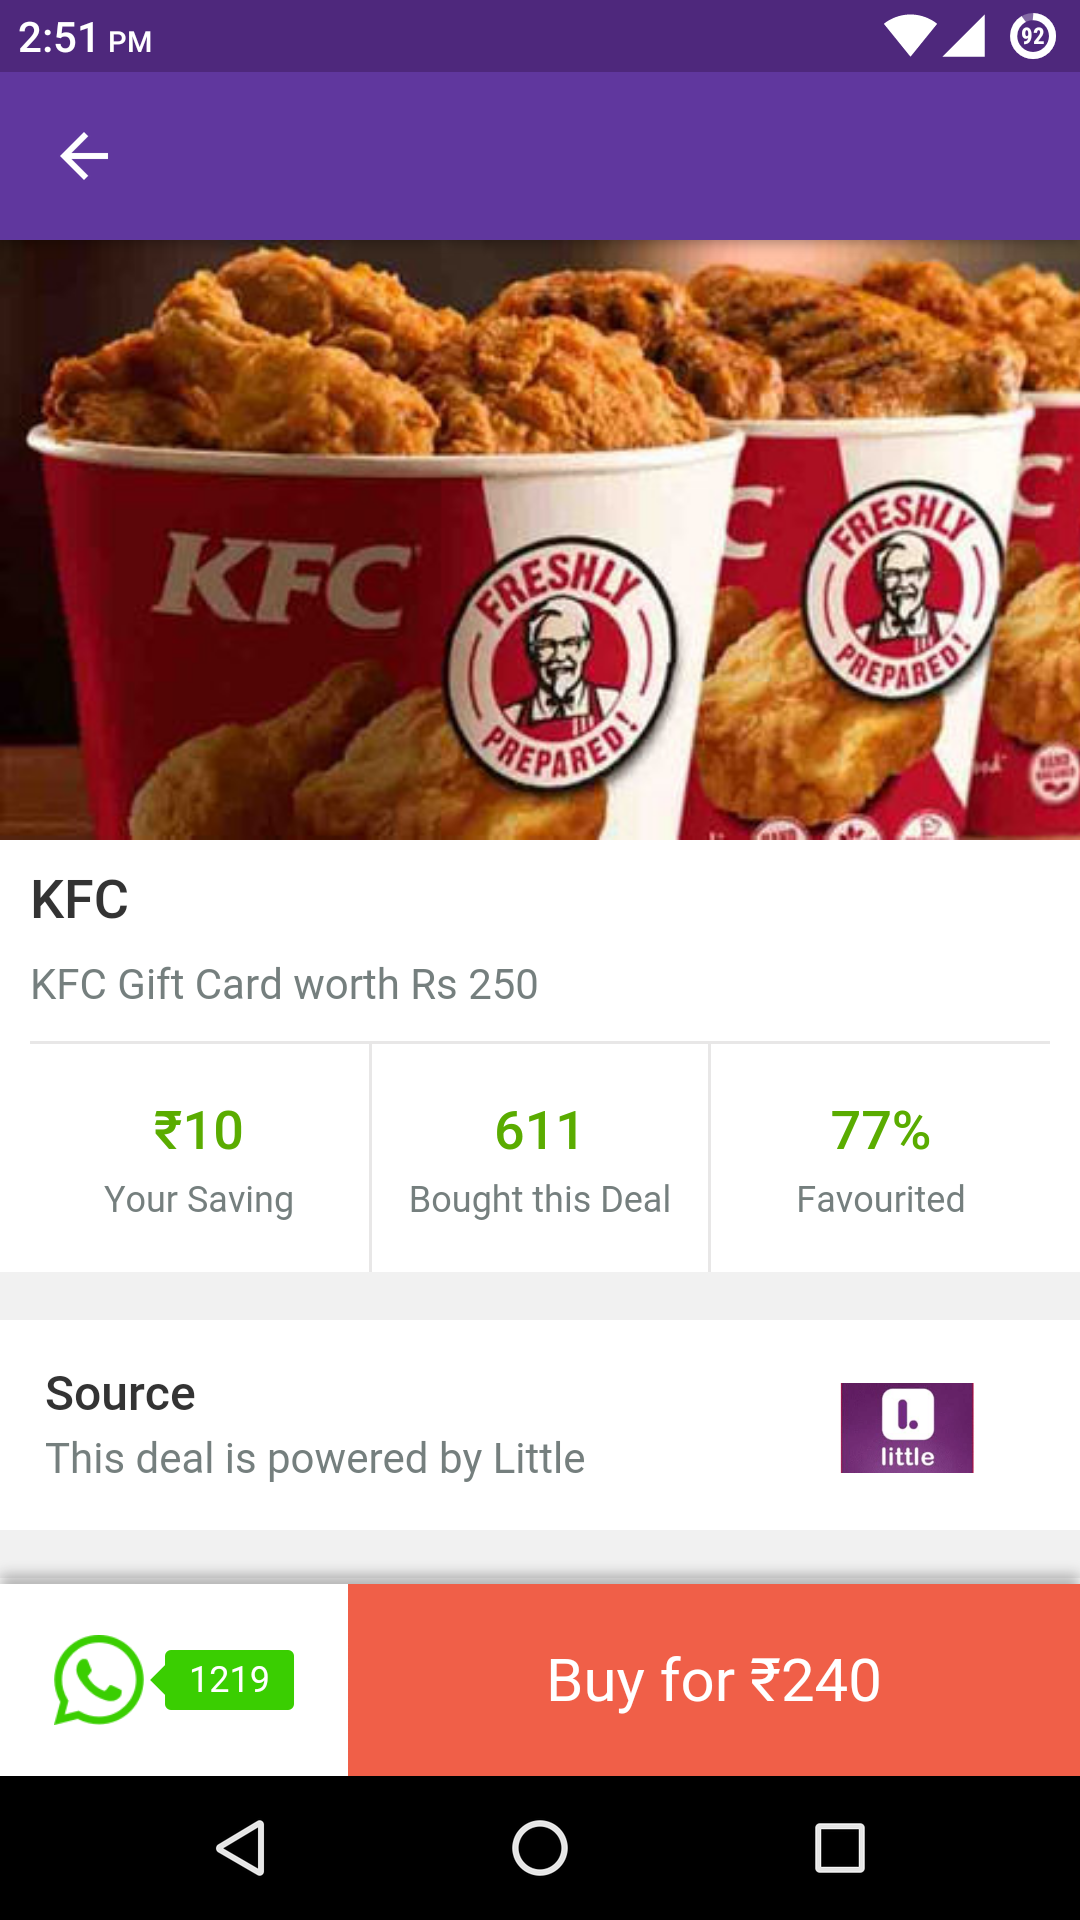 2:51 PM
92
KFC
FRESHLY
PREPARED!
C
FRESHLY
PREPARED!
C
KFC
KFC Gift Card worth Rs 250
₹10
611
77%
Your Saving
Bought this Deal
Favourited
Source
This deal is powered by Little
little
1219
Buy for ₹240